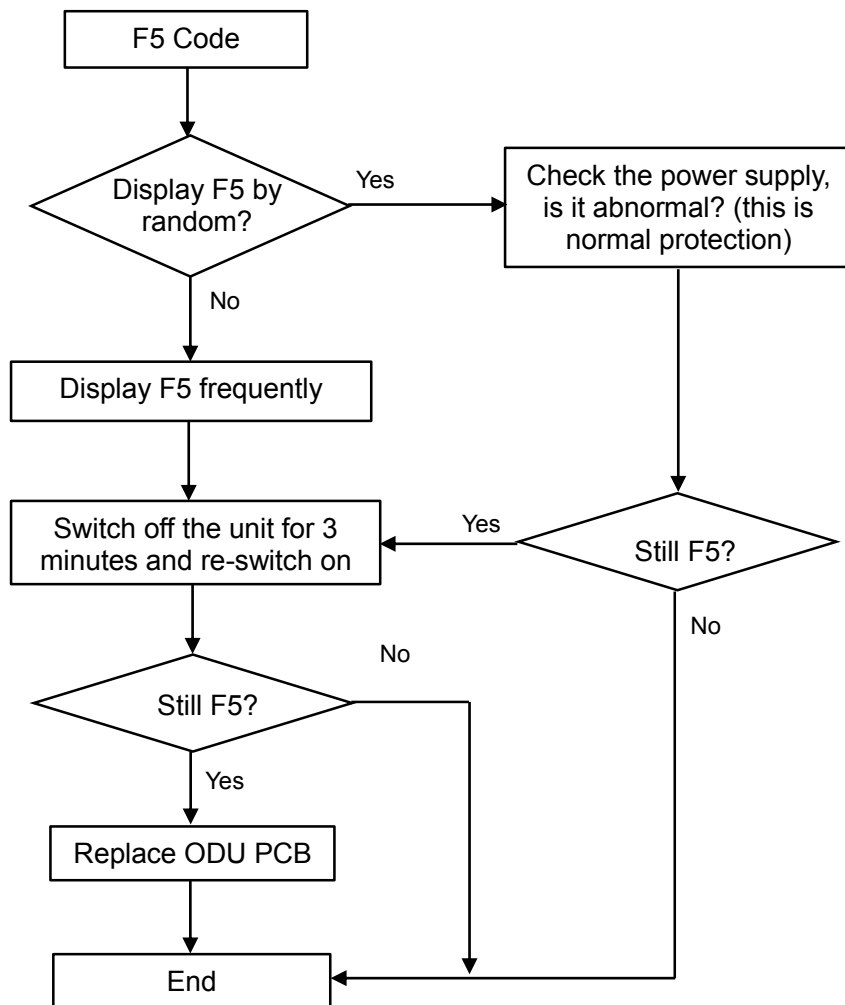 F5 Code
Display F5 by
random?
Yes
Check the power supply,
is it abnormal? (this is
normal protection)
No
Display F5 frequently
Switch off the unit for 3
minutes and re-switch on
Yes
Still F5?
No
No
Still F5?
Yes
Replace ODU PCB
End